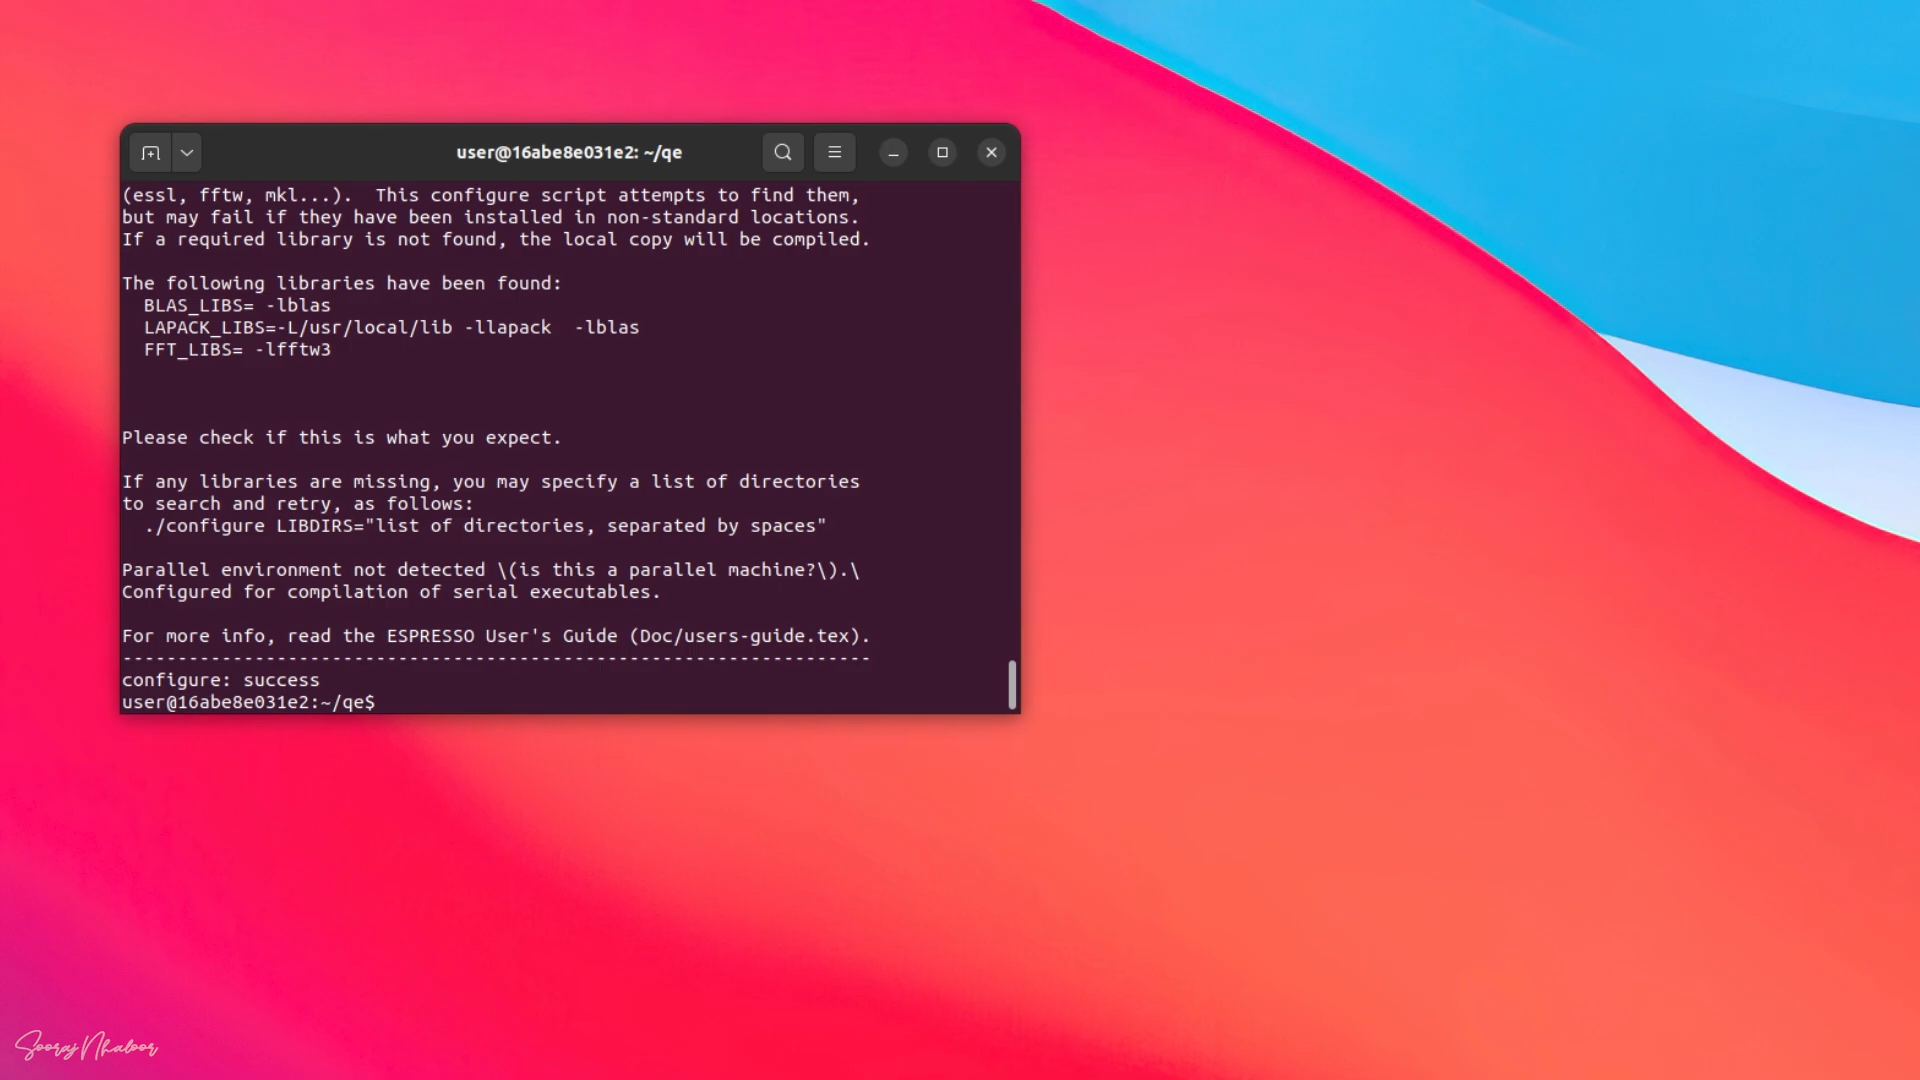 user@16abe8e031e2: ~/qe
(essl, fftw, mkl...).  This configure script attempts to find them,
but may fail if they have been installed in non-standard locations.
If a required library is not found, the local copy will be compiled.
The following libraries have been found:
  BLAS_LIBS= -lblas
  LAPACK_LIBS=-L/usr/local/lib -llapack  -lblas
  FFT_LIBS= -lfftw3
Please check if this is what you expect.
If any libraries are missing, you may specify a list of directories
to search and retry, as follows:
  ./configure LIBDIRS="list of directories, separated by spaces"
Parallel environment not detected \(is this a parallel machine?\).\
Configured for compilation of serial executables.
For more info, read the ESPRESSO User's Guide (Doc/users-guide.tex).
--------------------------------------------------------------------
configure: success
user@16abe8e031e2:~/qe$
Sooraj Nhaloor